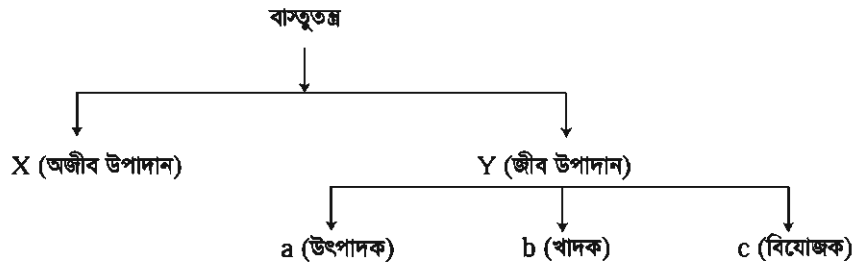 বাস্তুতন্ত্র
X (অজীব উপাদান) Y (জীব উপাদান)
a (উৎপাদক) b (খাদক) c (বিযোজক)